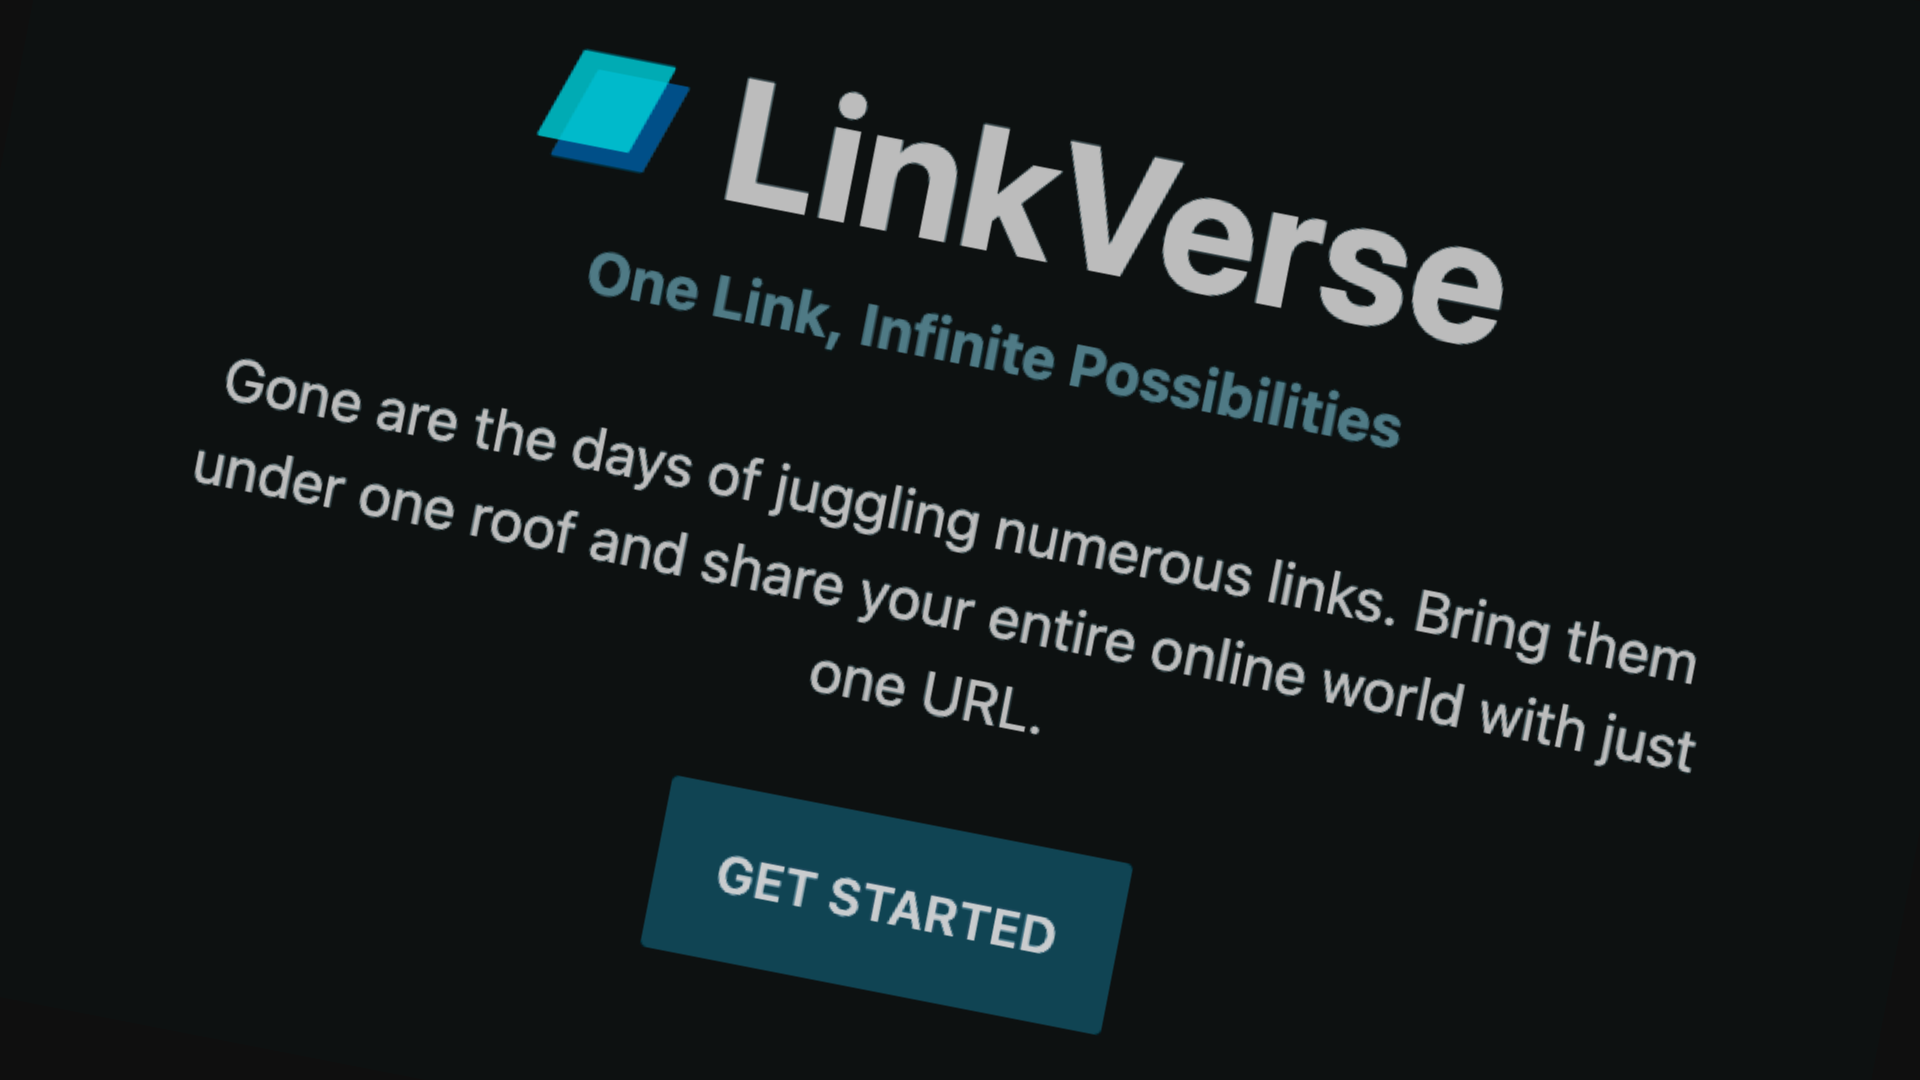 LinkVerse
One Link, Infinite Possibilities
Gone are the days of juggling numerous links. Bring them
under one roof and share your entire online world with just
one URL.
GET STARTED